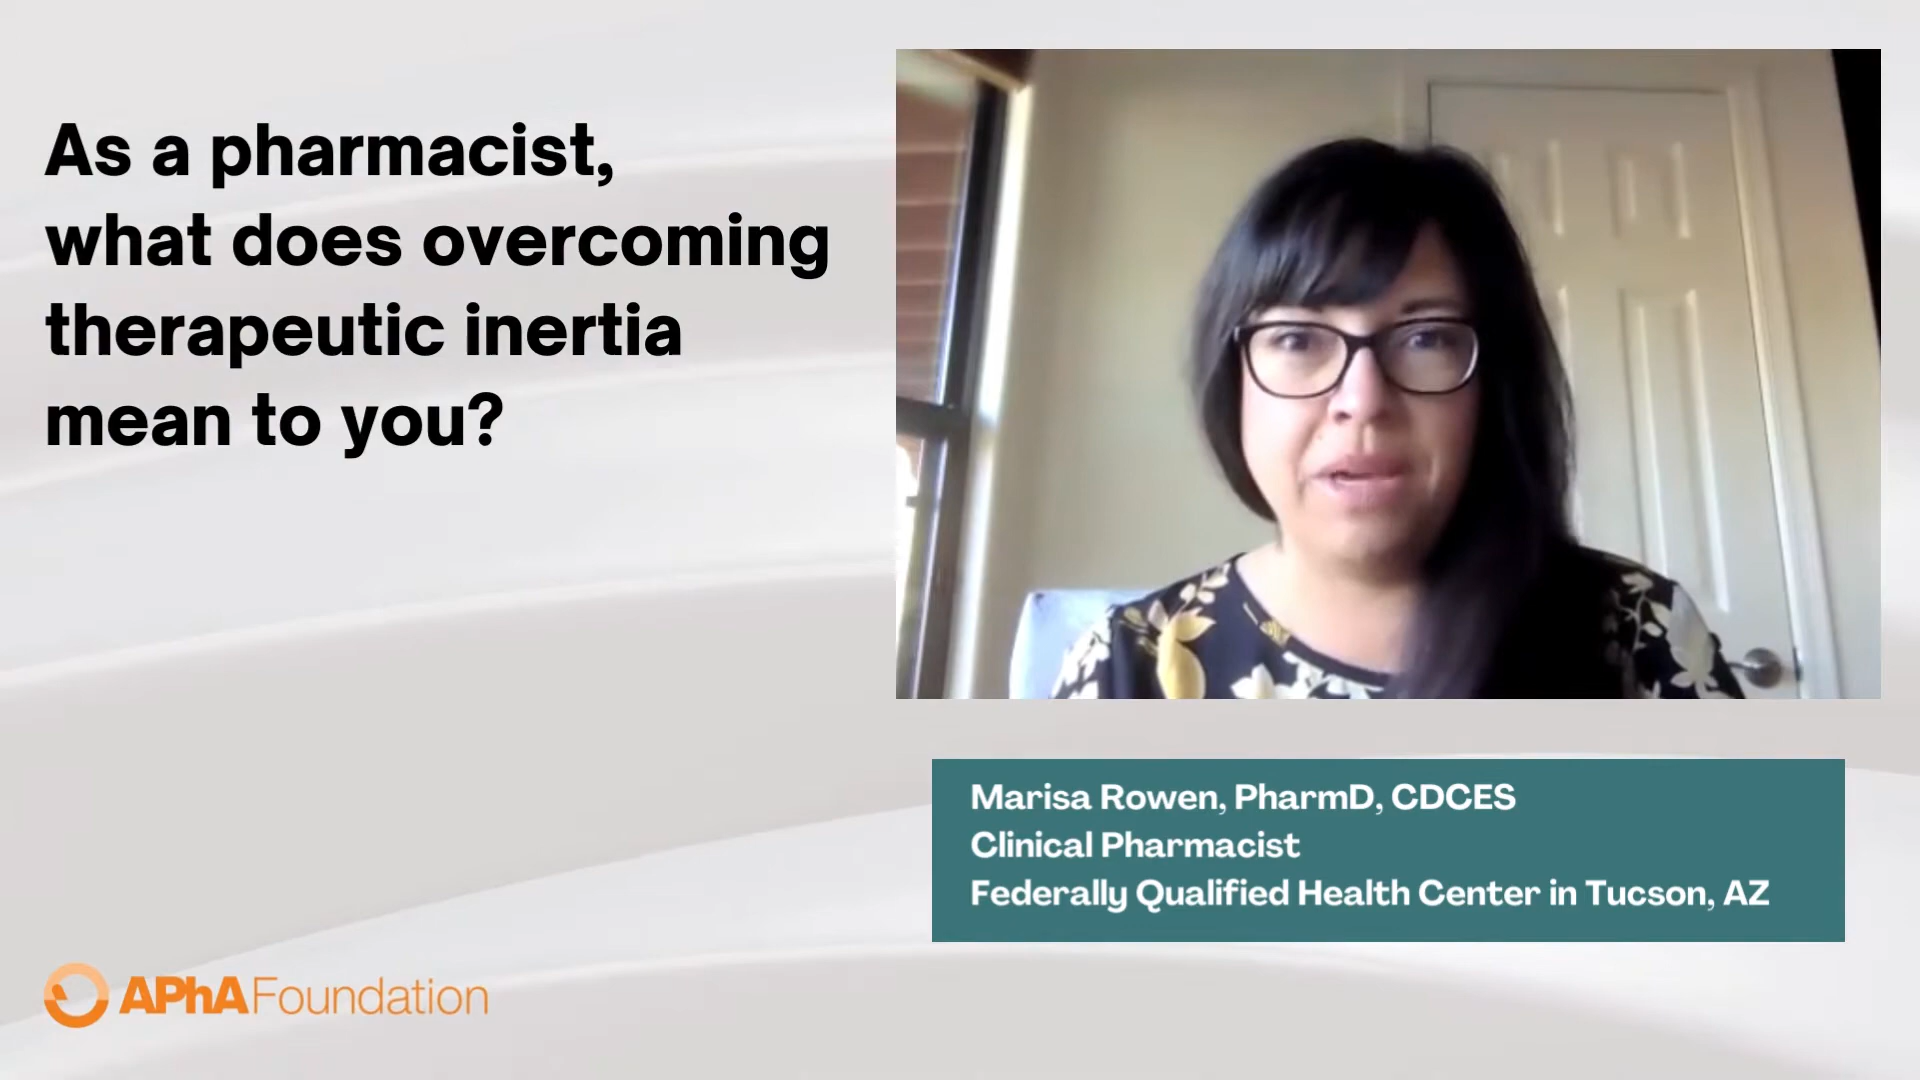 As a pharmacist,
what does overcoming
therapeutic inertia
mean to you?
Marisa Rowen, PharmD, CDCES
Clinical Pharmacist
Federally Qualified Health Center in Tucson, AZ
APhA Foundation